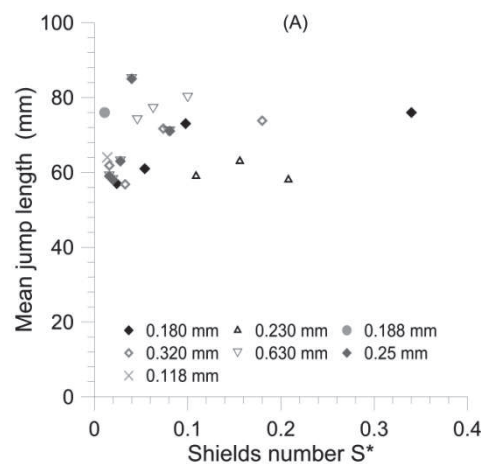 (A)
100
80
60
40
20
0
Mean jump length (mm)
0.180 mm 0.230 mm 0.188 mm
0.320 mm 0.630 mm 0.25 mm
0.118 mm
0 0.1 0.2 0.3 0.4
Shields number S*